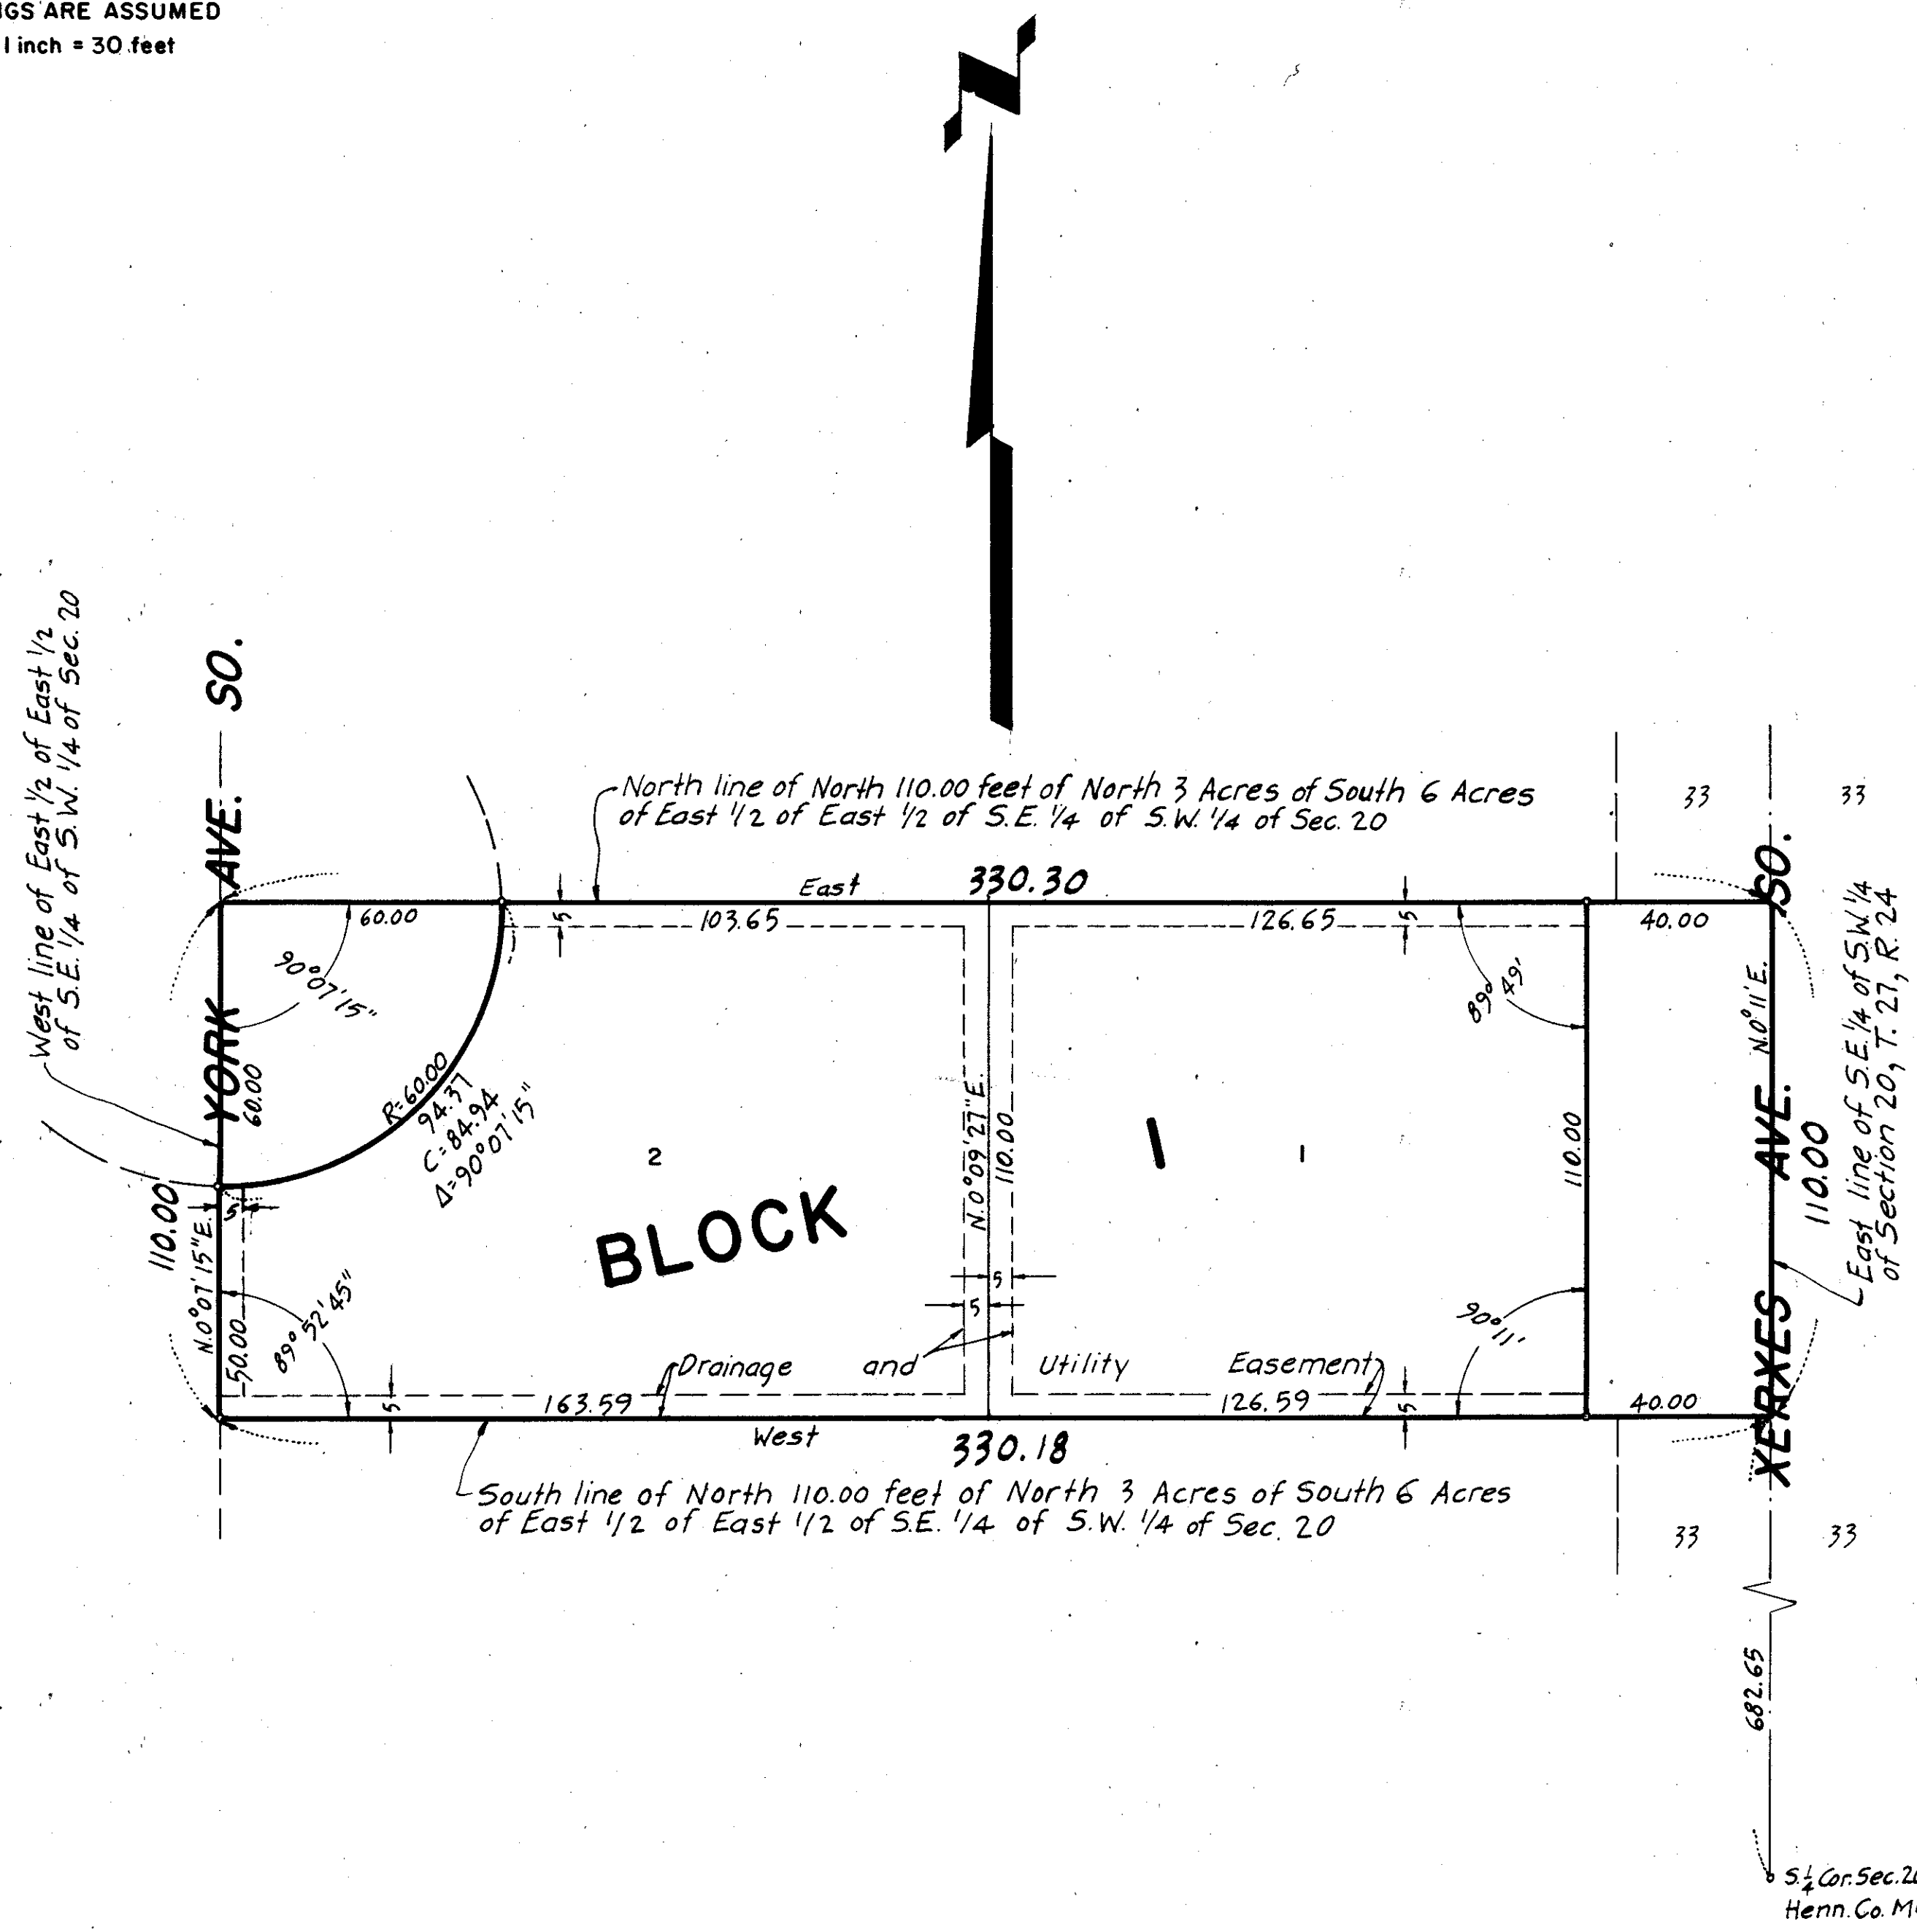 GS ARE ASSUMED
1 inch = 30 feet
N
West line of East 1/2 of East 1/2
of S.E. 1/4 of S.W. 1/4 of Sec. 20
YORK AVE. SO.
North line of North 110.00 feet of North 3 Acres of South 6 Acres
of East 1/2 of East 1/2 of S.E. 1/4 of S.W. 1/4 of Sec. 20
33
33
East
330.30
60.00
5
103.65
126.65
5
40.00
90°07'15"
89°49'
60.00
R=60.00
94.37
C=84.94
Δ=90°07'15"
N.0°09'27"E.
110.00
110.00
N.0°11'E.
XERXES AVE. SO.
110.00
East line of S.E. 1/4 of S.W. 1/4
of Section 20, T. 27, R. 24
2
BLOCK 1
1
110.00
N.0°07'15"E.
5
50.00
89°52'45"
5
5
90°11'
Drainage and Utility Easement
5
163.59
126.59
5
40.00
West
330.18
South line of North 110.00 feet of North 3 Acres of South 6 Acres
of East 1/2 of East 1/2 of S.E. 1/4 of S.W. 1/4 of Sec. 20
33
33
682.65
S. 1/4 Cor. Sec. 2
Henn. Co. M